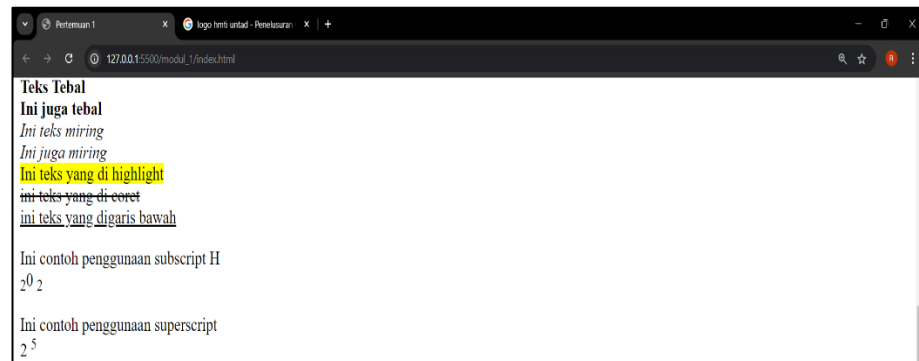 Pertemuan 1
logo hmti untad - Penelusuran
127.0.0.1:5500/modul_1/index.html
R
Teks Tebal
Ini juga tebal
Ini teks miring
Ini juga miring
Ini teks yang di highlight
ini teks yang di coret
ini teks yang digaris bawah
Ini contoh penggunaan subscript H
20 2
Ini contoh penggunaan superscript
2 5